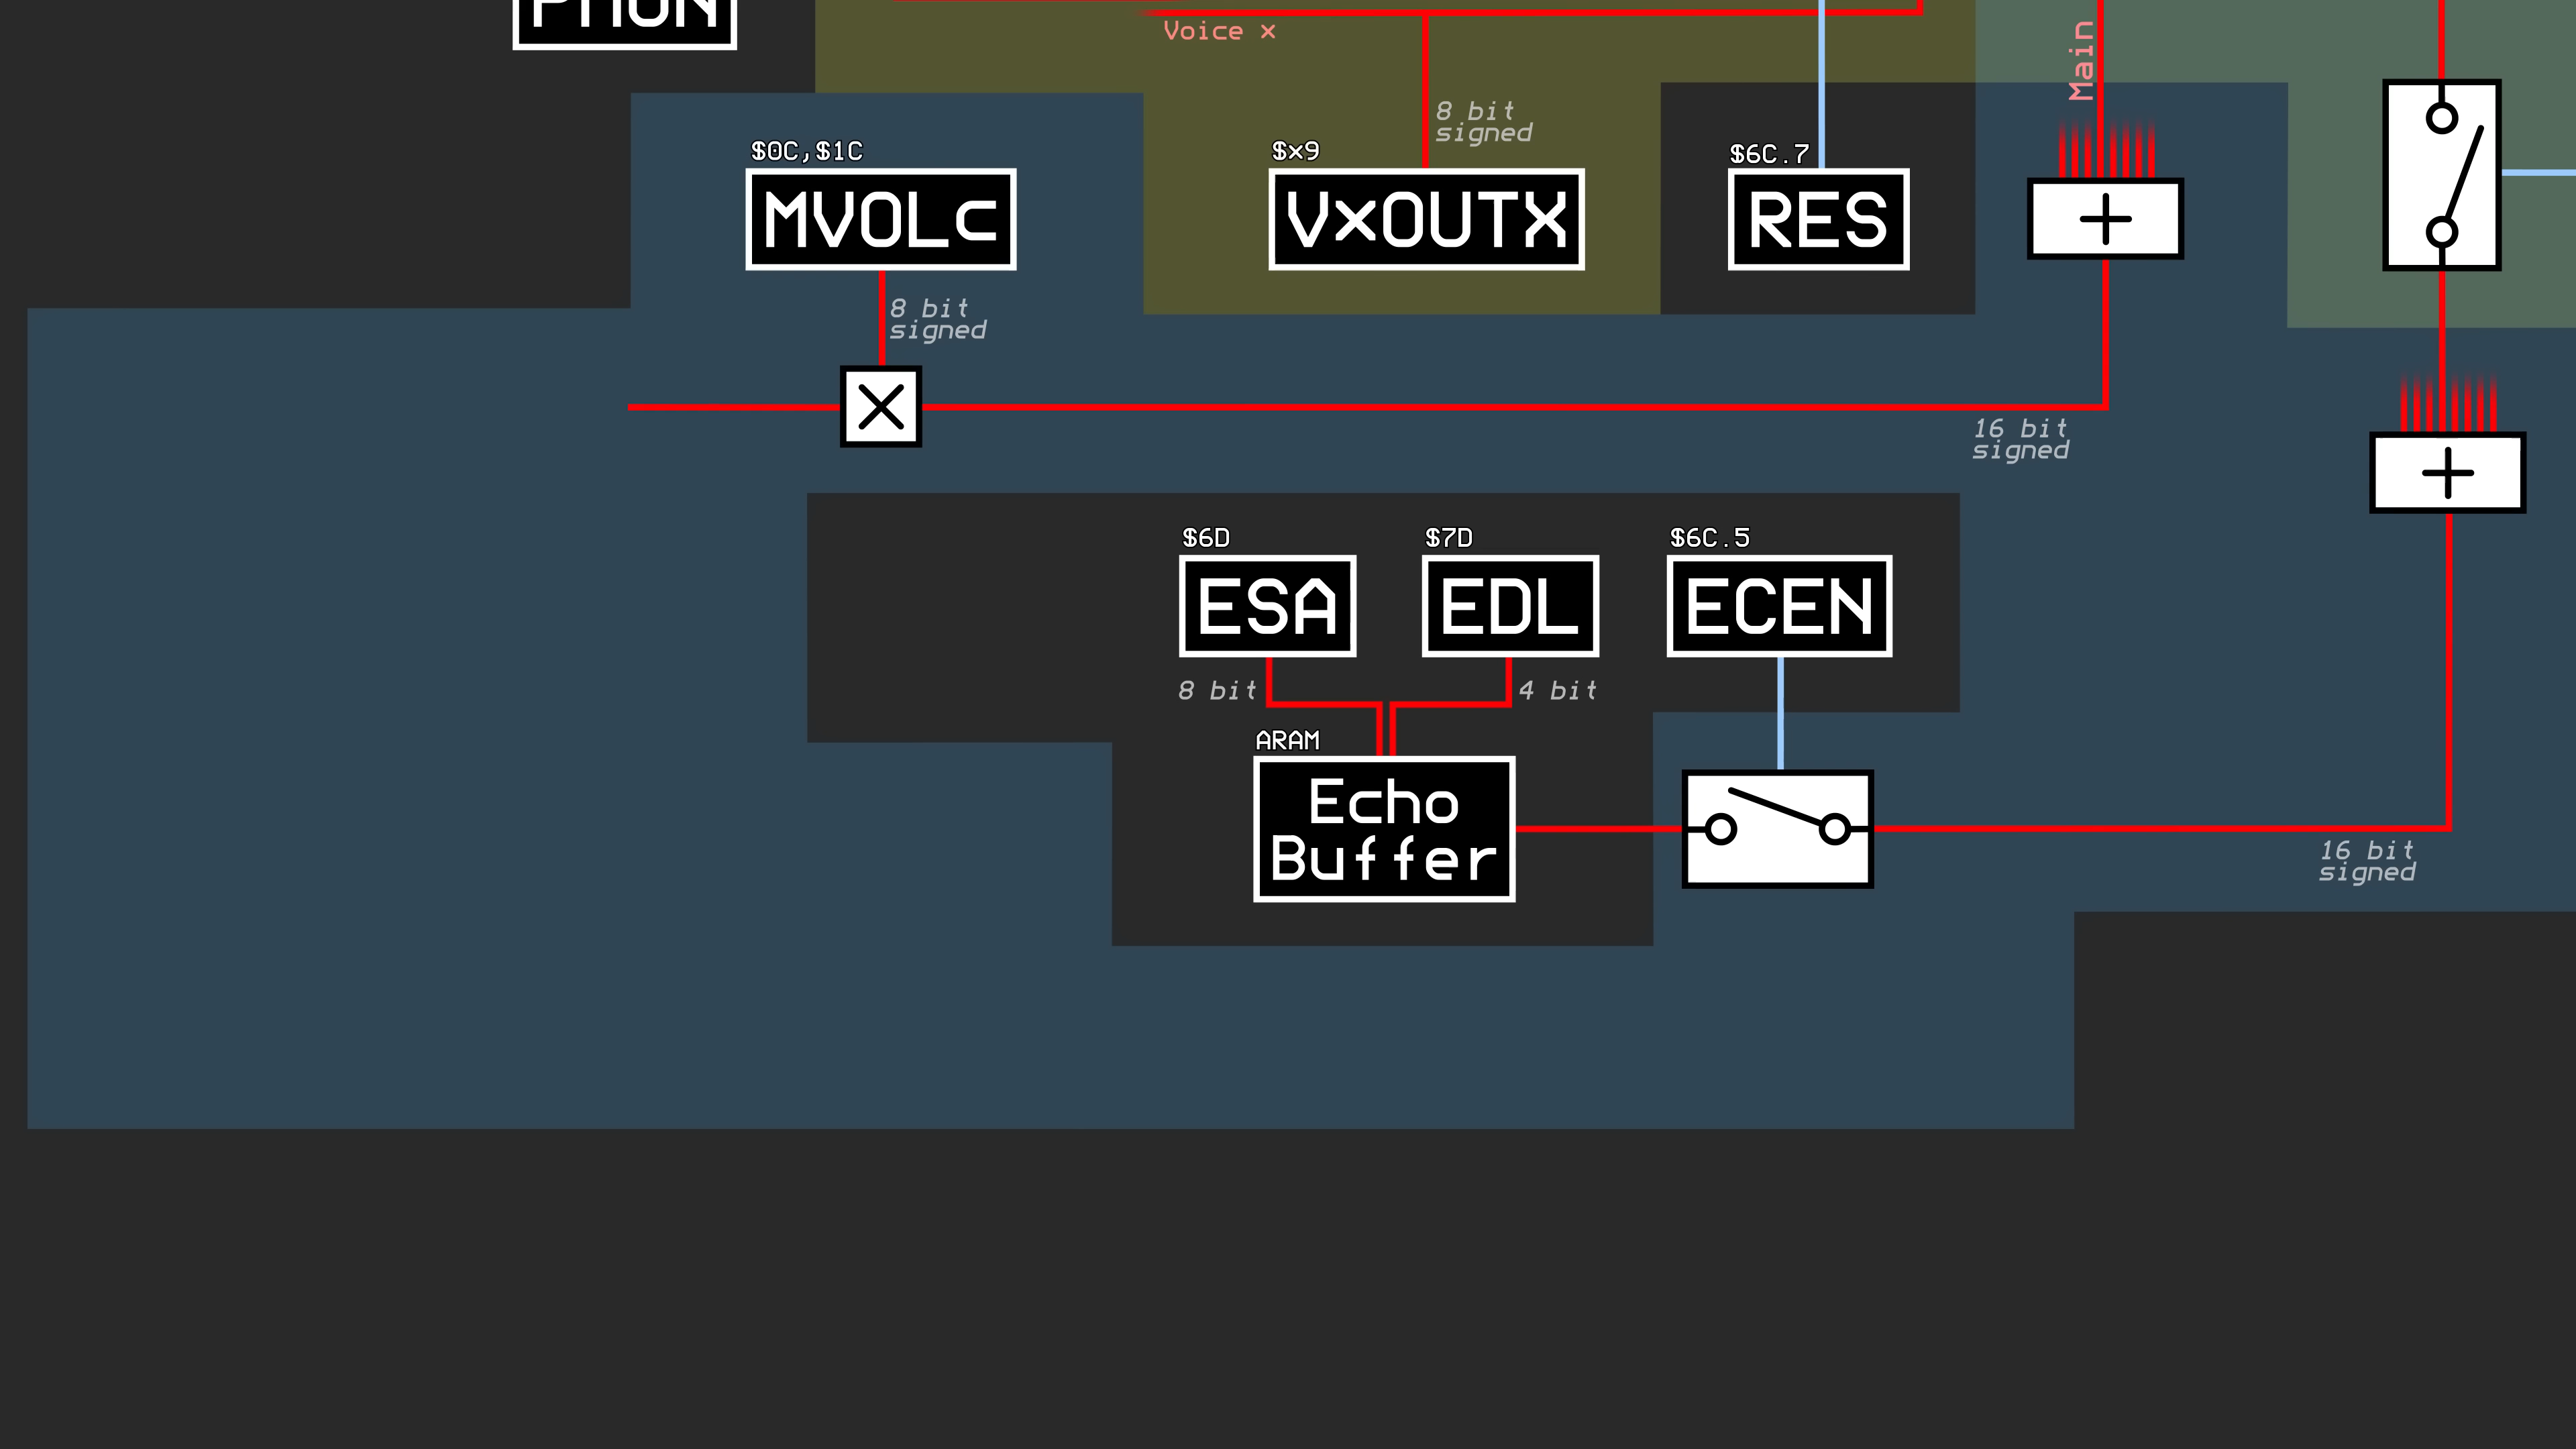 Voice ×
Main
8 bit
signed
$0C,$1C
MVOLc
$x9
VxOUTX
$6C.7
RES
8 bit
signed
16 bit
signed
$6D
ESA
$7D
EDL
$6C.5
ECEN
8 bit
4 bit
ARAM
Echo
Buffer
16 bit
signed